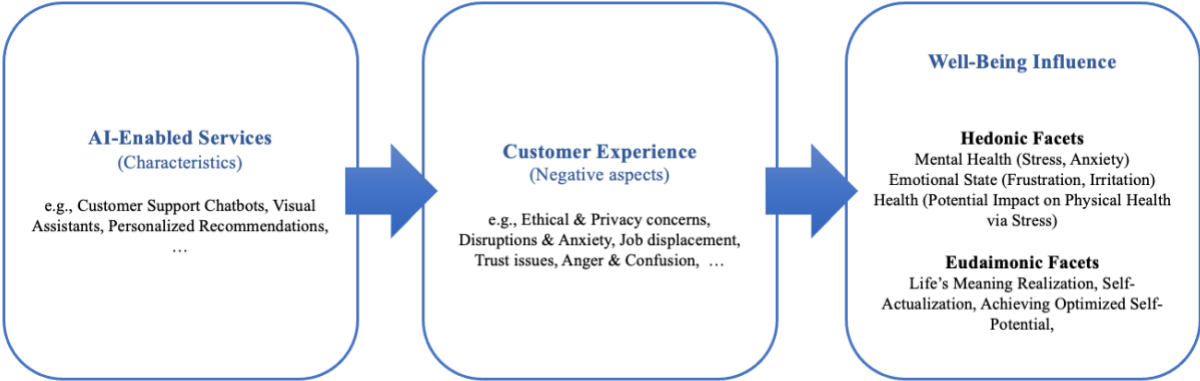 AI-Enabled Services
(Characteristics)
e.g., Customer Support Chatbots, Visual
Assistants, Personalized Recommendations,
…
Customer Experience
(Negative aspects)
e.g., Ethical & Privacy concerns,
Disruptions & Anxiety, Job displacement,
Trust issues, Anger & Confusion, …
Well-Being Influence
Hedonic Facets
Mental Health (Stress, Anxiety)
Emotional State (Frustration, Irritation)
Health (Potential Impact on Physical Health
via Stress)
Eudaimonic Facets
Life’s Meaning Realization, Self-
Actualization, Achieving Optimized Self-
Potential,